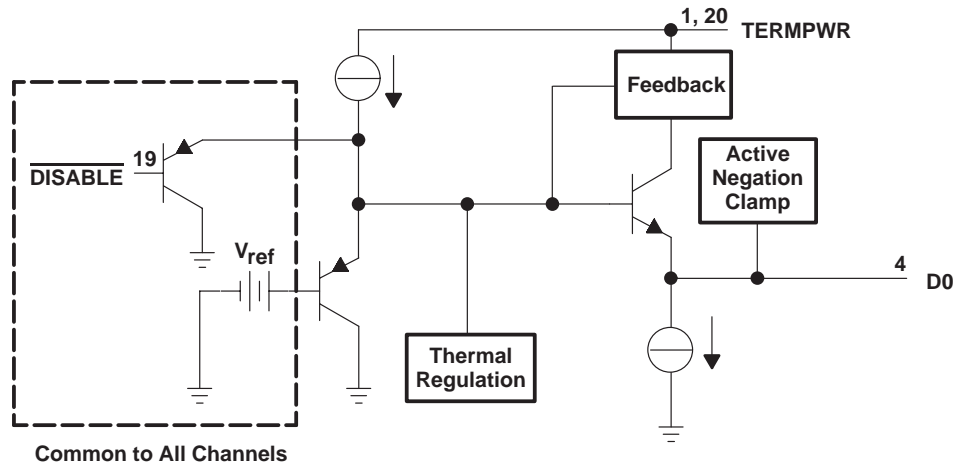 1, 20
TERMPWR
Feedback
19
DISABLE
Active
Negation
Clamp
Vref
4
D0
Thermal
Regulation
Common to All Channels